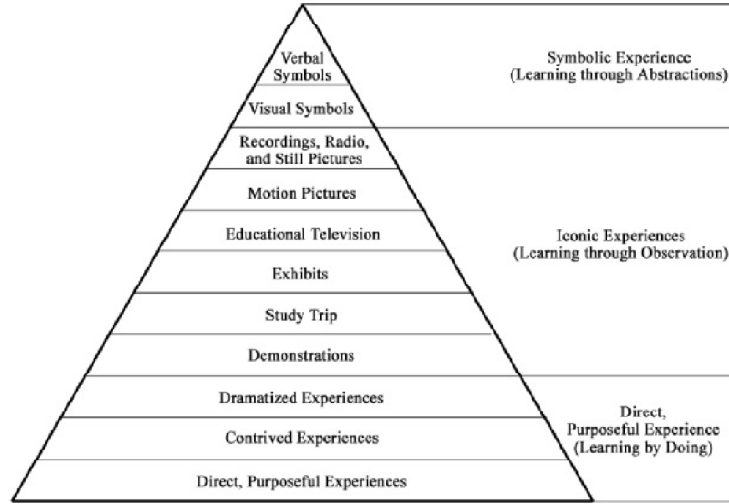 Verbal
Symbols
Visual Symbols
Recordings, Radio,
and Still Pictures
Motion Pictures
Educational Television
Exhibits
Study Trip
Demonstrations
Dramatized Experiences
Contrived Experiences
Direct, Purposeful Experiences
Symbolic Experience
(Learning through Abstractions)
Iconic Experiences
(Learning through Observation)
Direct,
Purposeful Experience
(Learning by Doing)